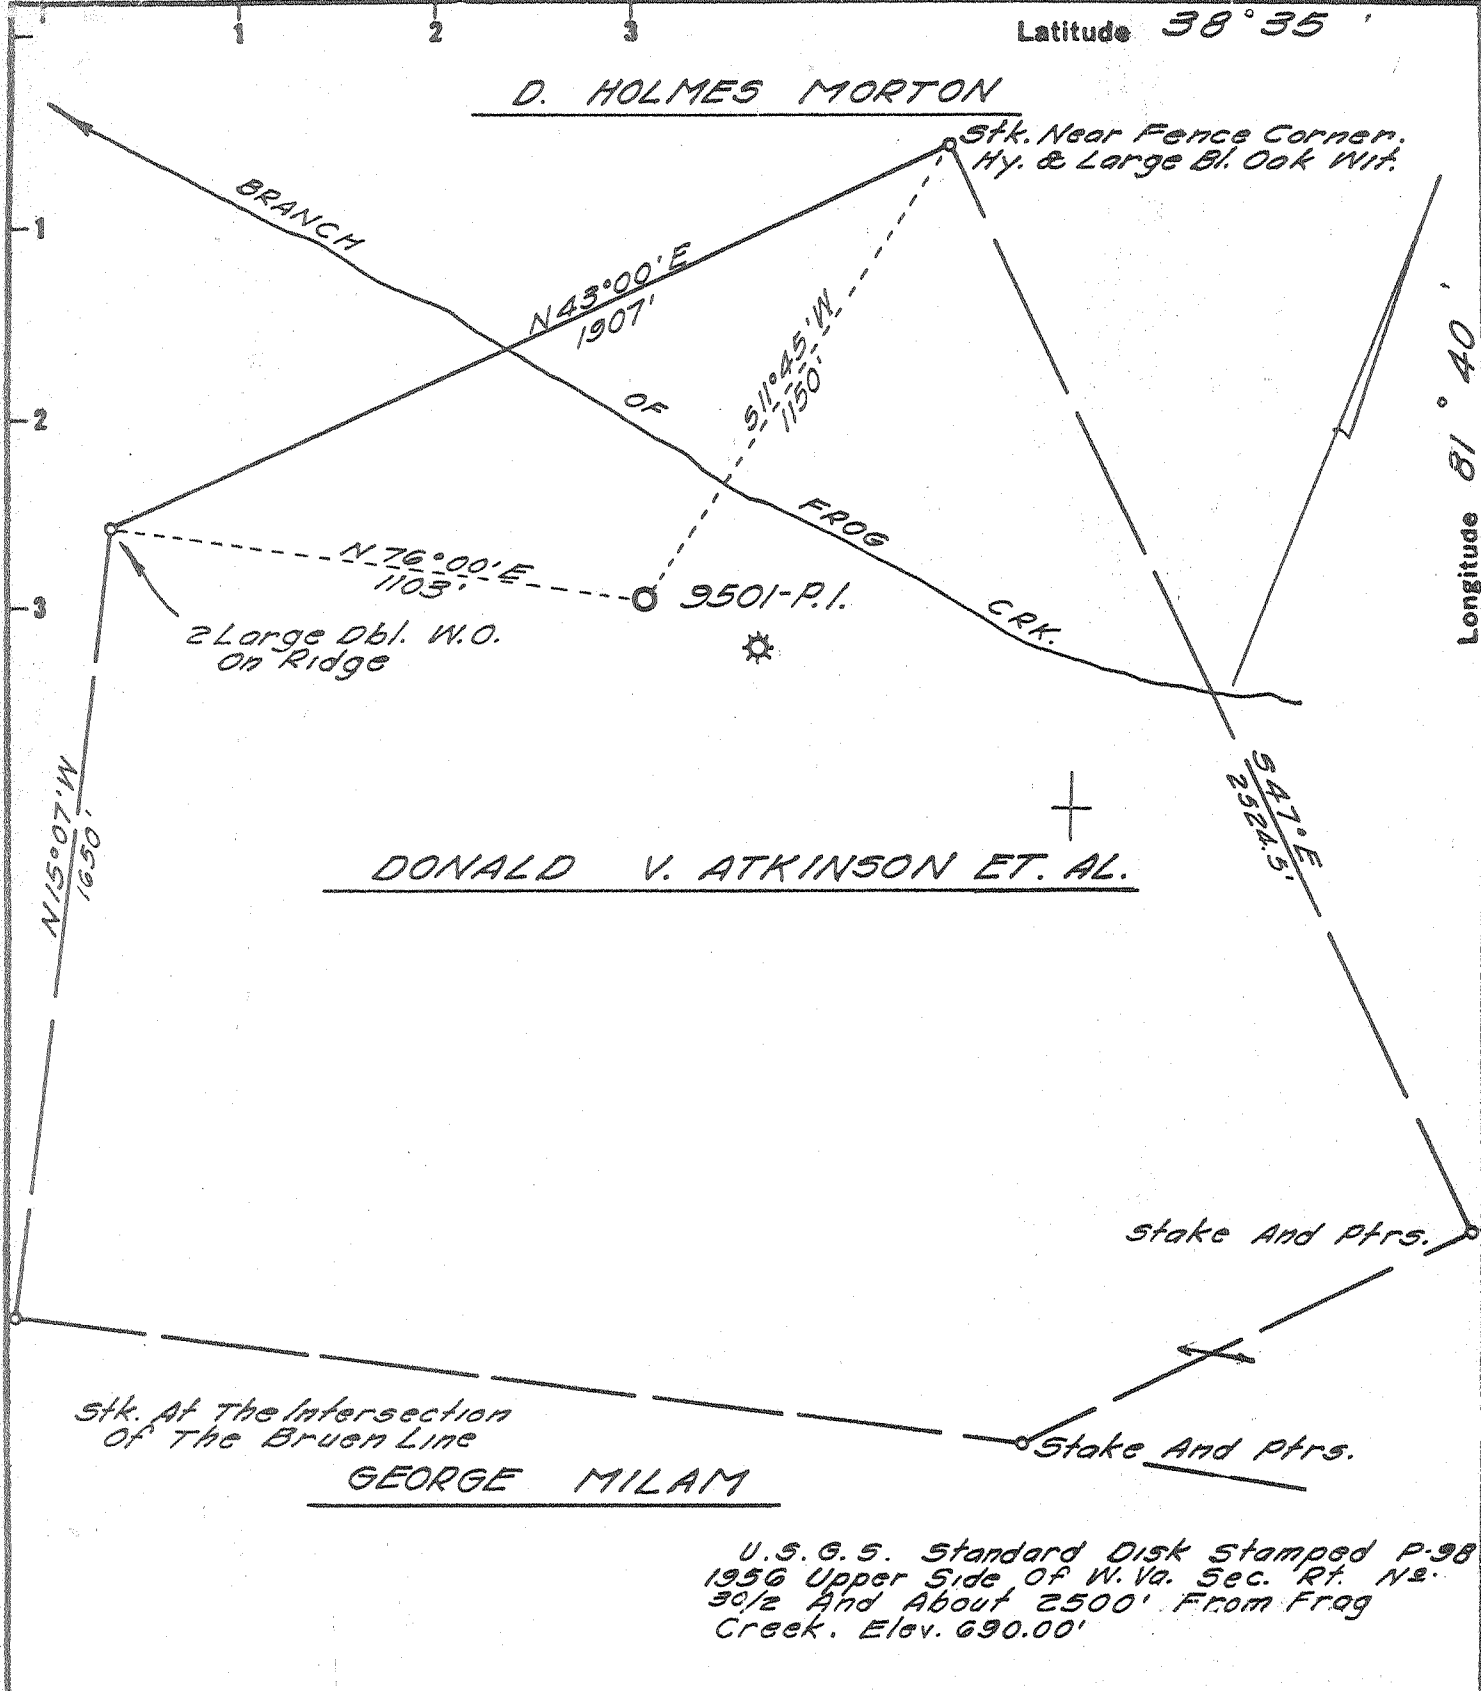 1 2 3 Latitude 38° 35 '
D. HOLMES MORTON
Stk. Near Fence Corner.
Hy. & Large Bl. Oak Wit.
BRANCH
1
N43°00'E
1907'
S11°45'W
1150'
Longitude 81 ° 40 '
2
OF
FROG
N76°00'E
1103'
9501-P.I.
3
CRK.
2 Large Dbl. W.O.
On Ridge
N15°07'W
1650'
S47°E
2524.5'
DONALD V. ATKINSON ET. AL.
Stake And Ptrs.
Stk. At The Intersection
Of The Bruen Line
Stake And Ptrs.
GEORGE MILAM
U.S.G.S. Standard Disk Stamped P-98
1956 Upper Side Of W. Va. Sec. Rt. No.
30/2 And About 2500' From Frog
Creek. Elev. 690.00'